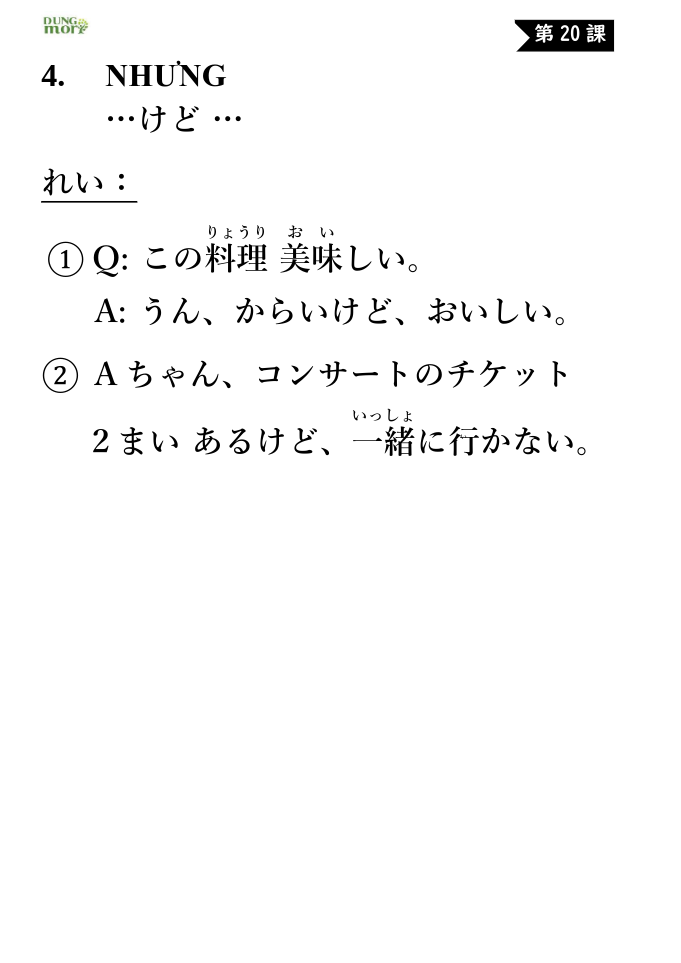 DUNG
mori
第 20 課
4. NHƯNG
…けど …
れい：
りょうり お い
① Q: この料理 美味しい。
A: うん、からいけど、おいしい。
② A ちゃん、コンサートのチケット
いっしょ
2 まい あるけど、一緒に行かない。